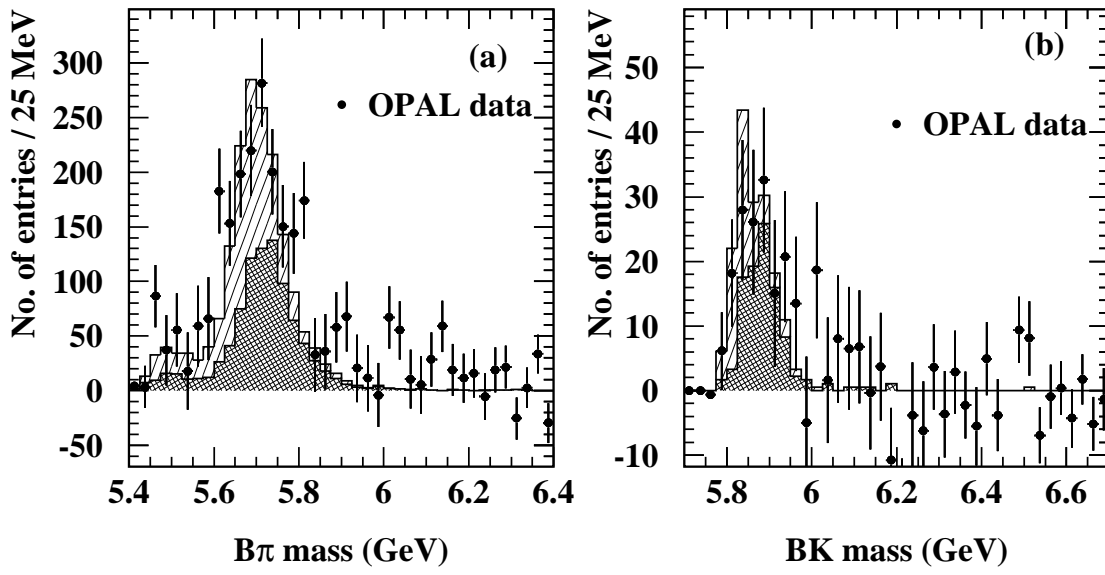 No. of entries / 25 MeV
300
250
200
150
100
50
0
-50
(a)
OPAL data
5.4 5.6 5.8 6 6.2 6.4
Bπ mass (GeV)
No. of entries / 25 MeV
50
40
30
20
10
0
-10
(b)
OPAL data
5.8 6 6.2 6.4 6.6
BK mass (GeV)